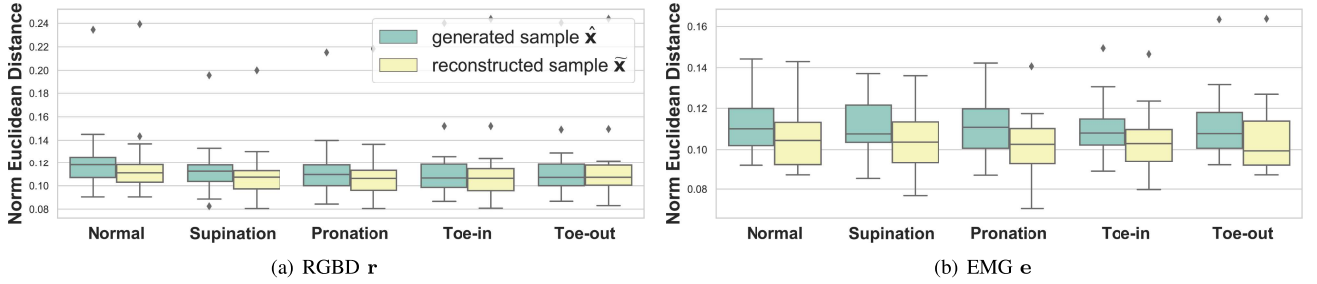 Norm Euclidean Distance
0.24
0.22
0.20
0.18
0.16
0.14
0.12
0.10
0.08
generated sample x̂
reconstructed sample x̃
Normal Supination Pronation Toe-in Toe-out
(a) RGBD r
Norm Euclidean Distance
0.16
0.14
0.12
0.10
0.08
Normal Supination Pronation Toe-in Toe-out
(b) EMG e